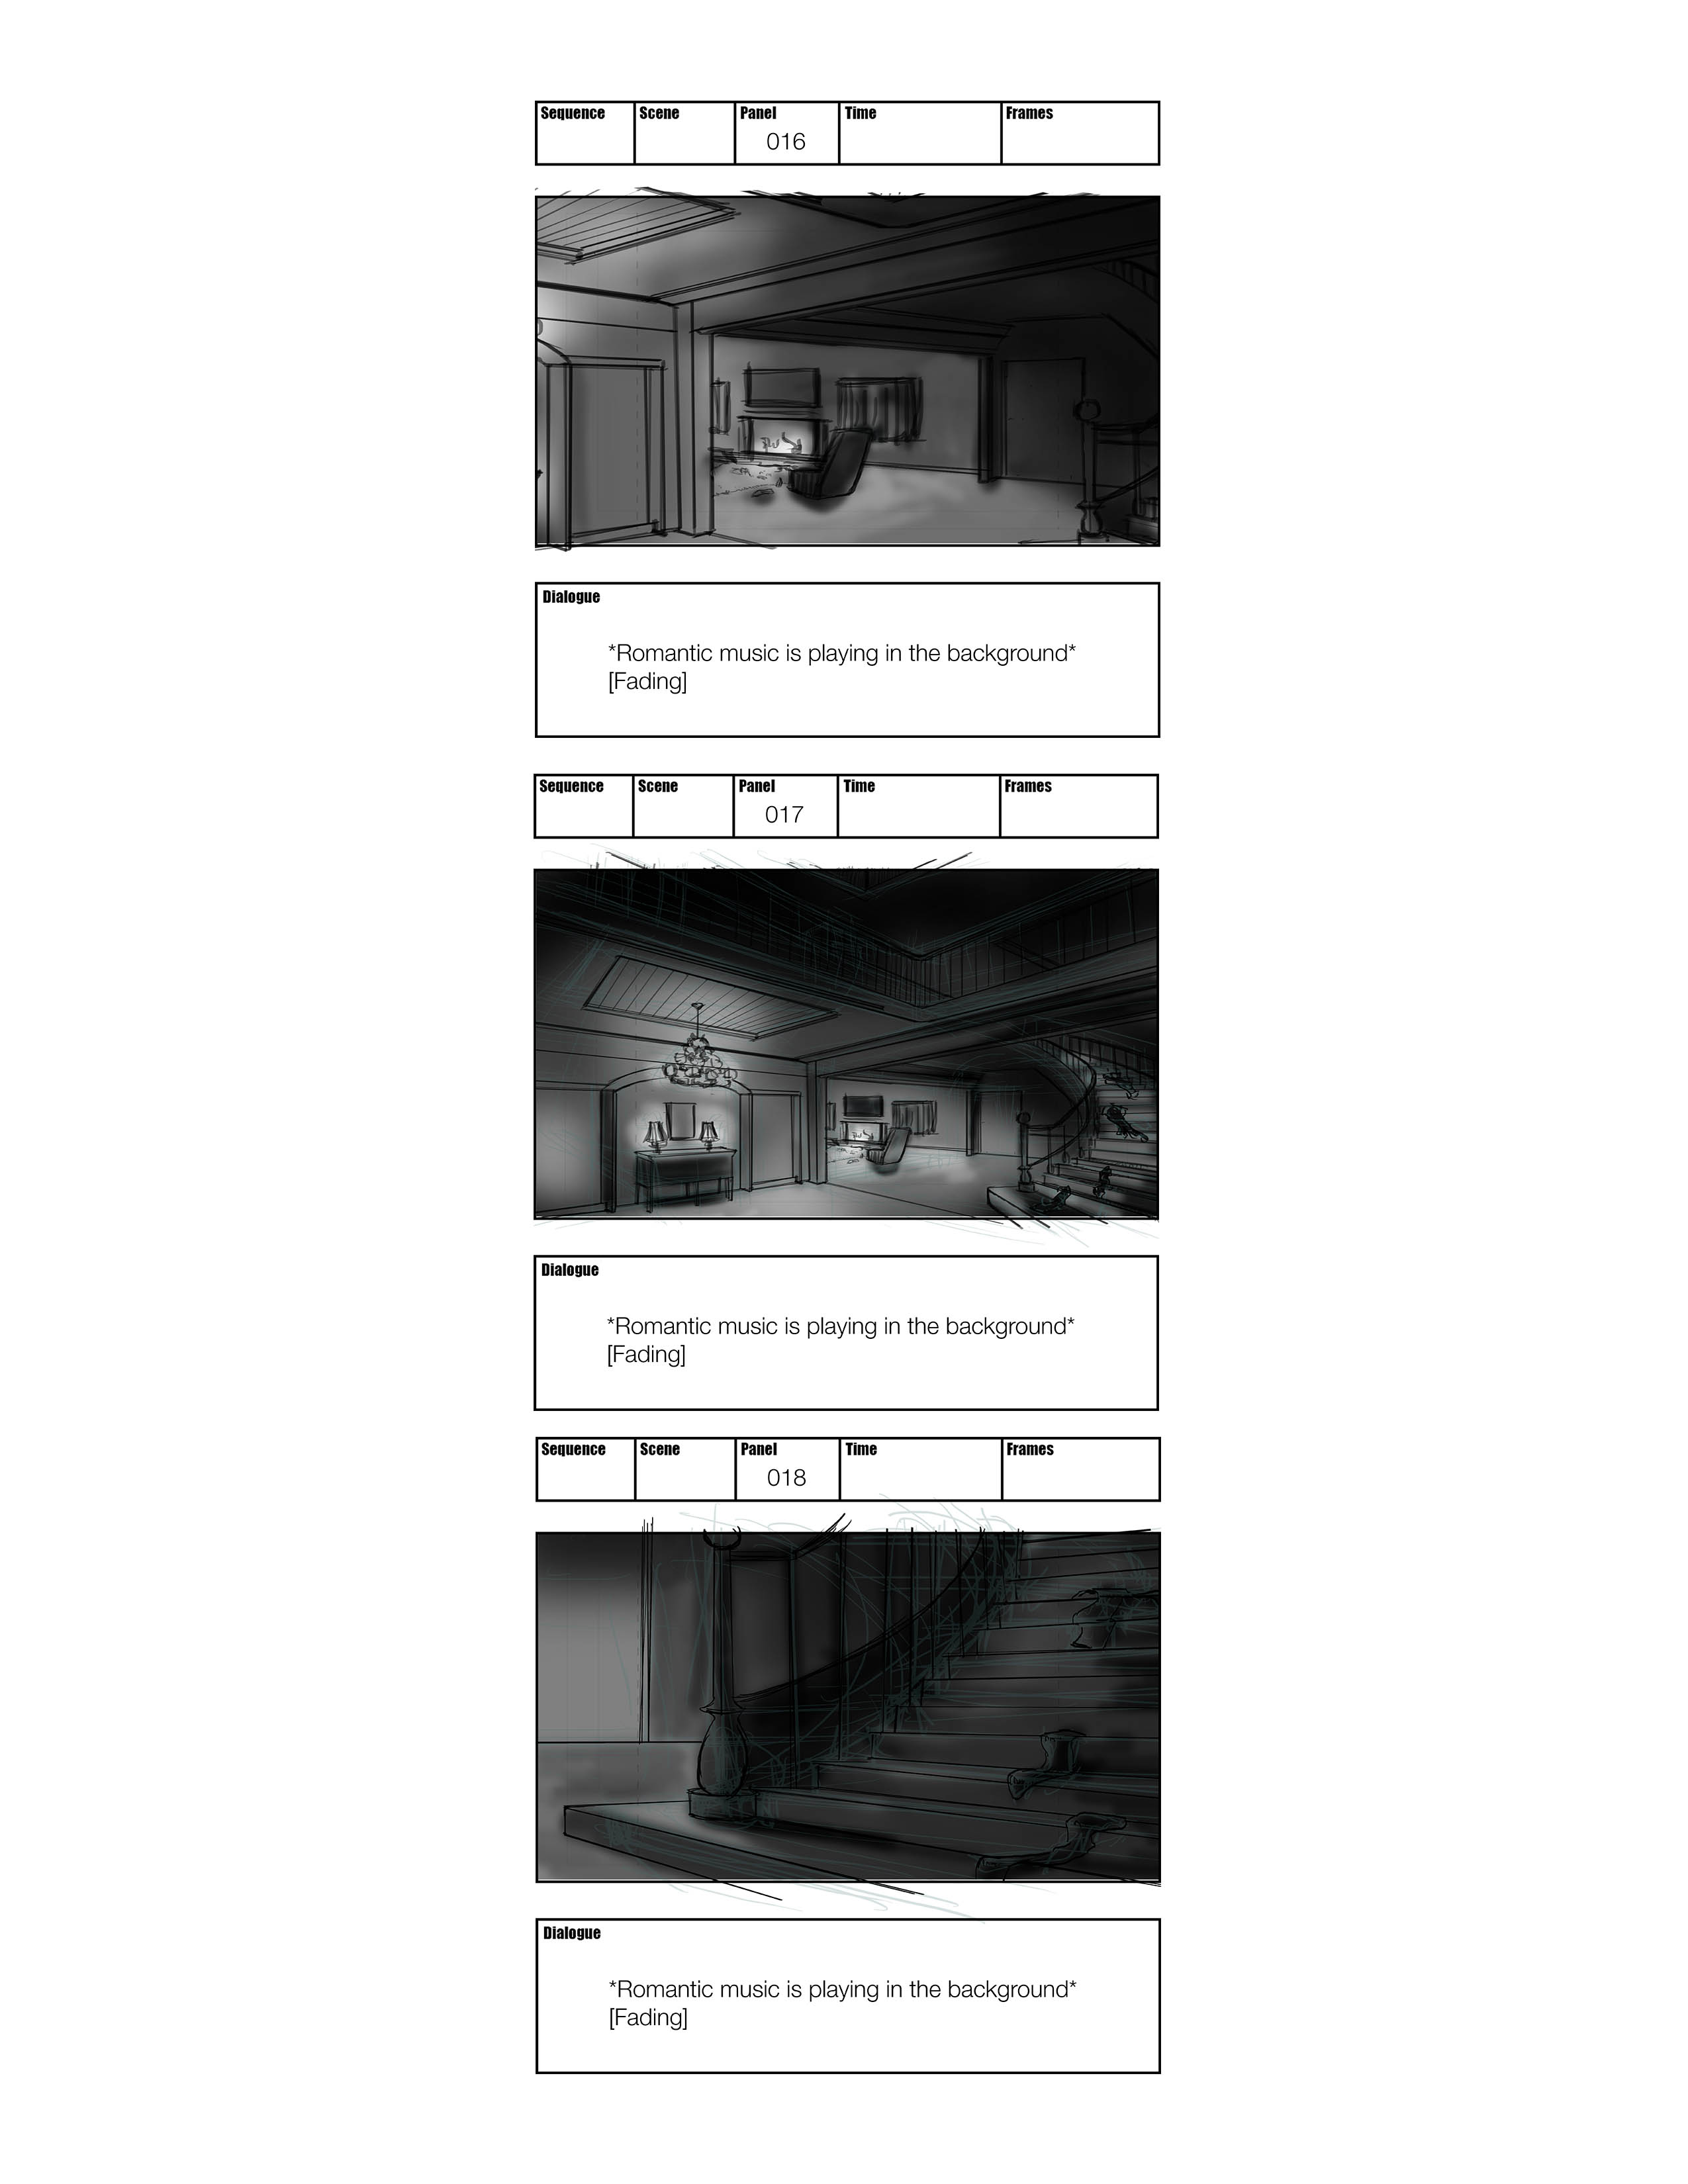 Sequence Scene Panel Time Frames
016
Dialogue
*Romantic music is playing in the background*
[Fading]
Sequence Scene Panel Time Frames
017
Dialogue
*Romantic music is playing in the background*
[Fading]
Sequence Scene Panel Time Frames
018
Dialogue
*Romantic music is playing in the background*
[Fading]